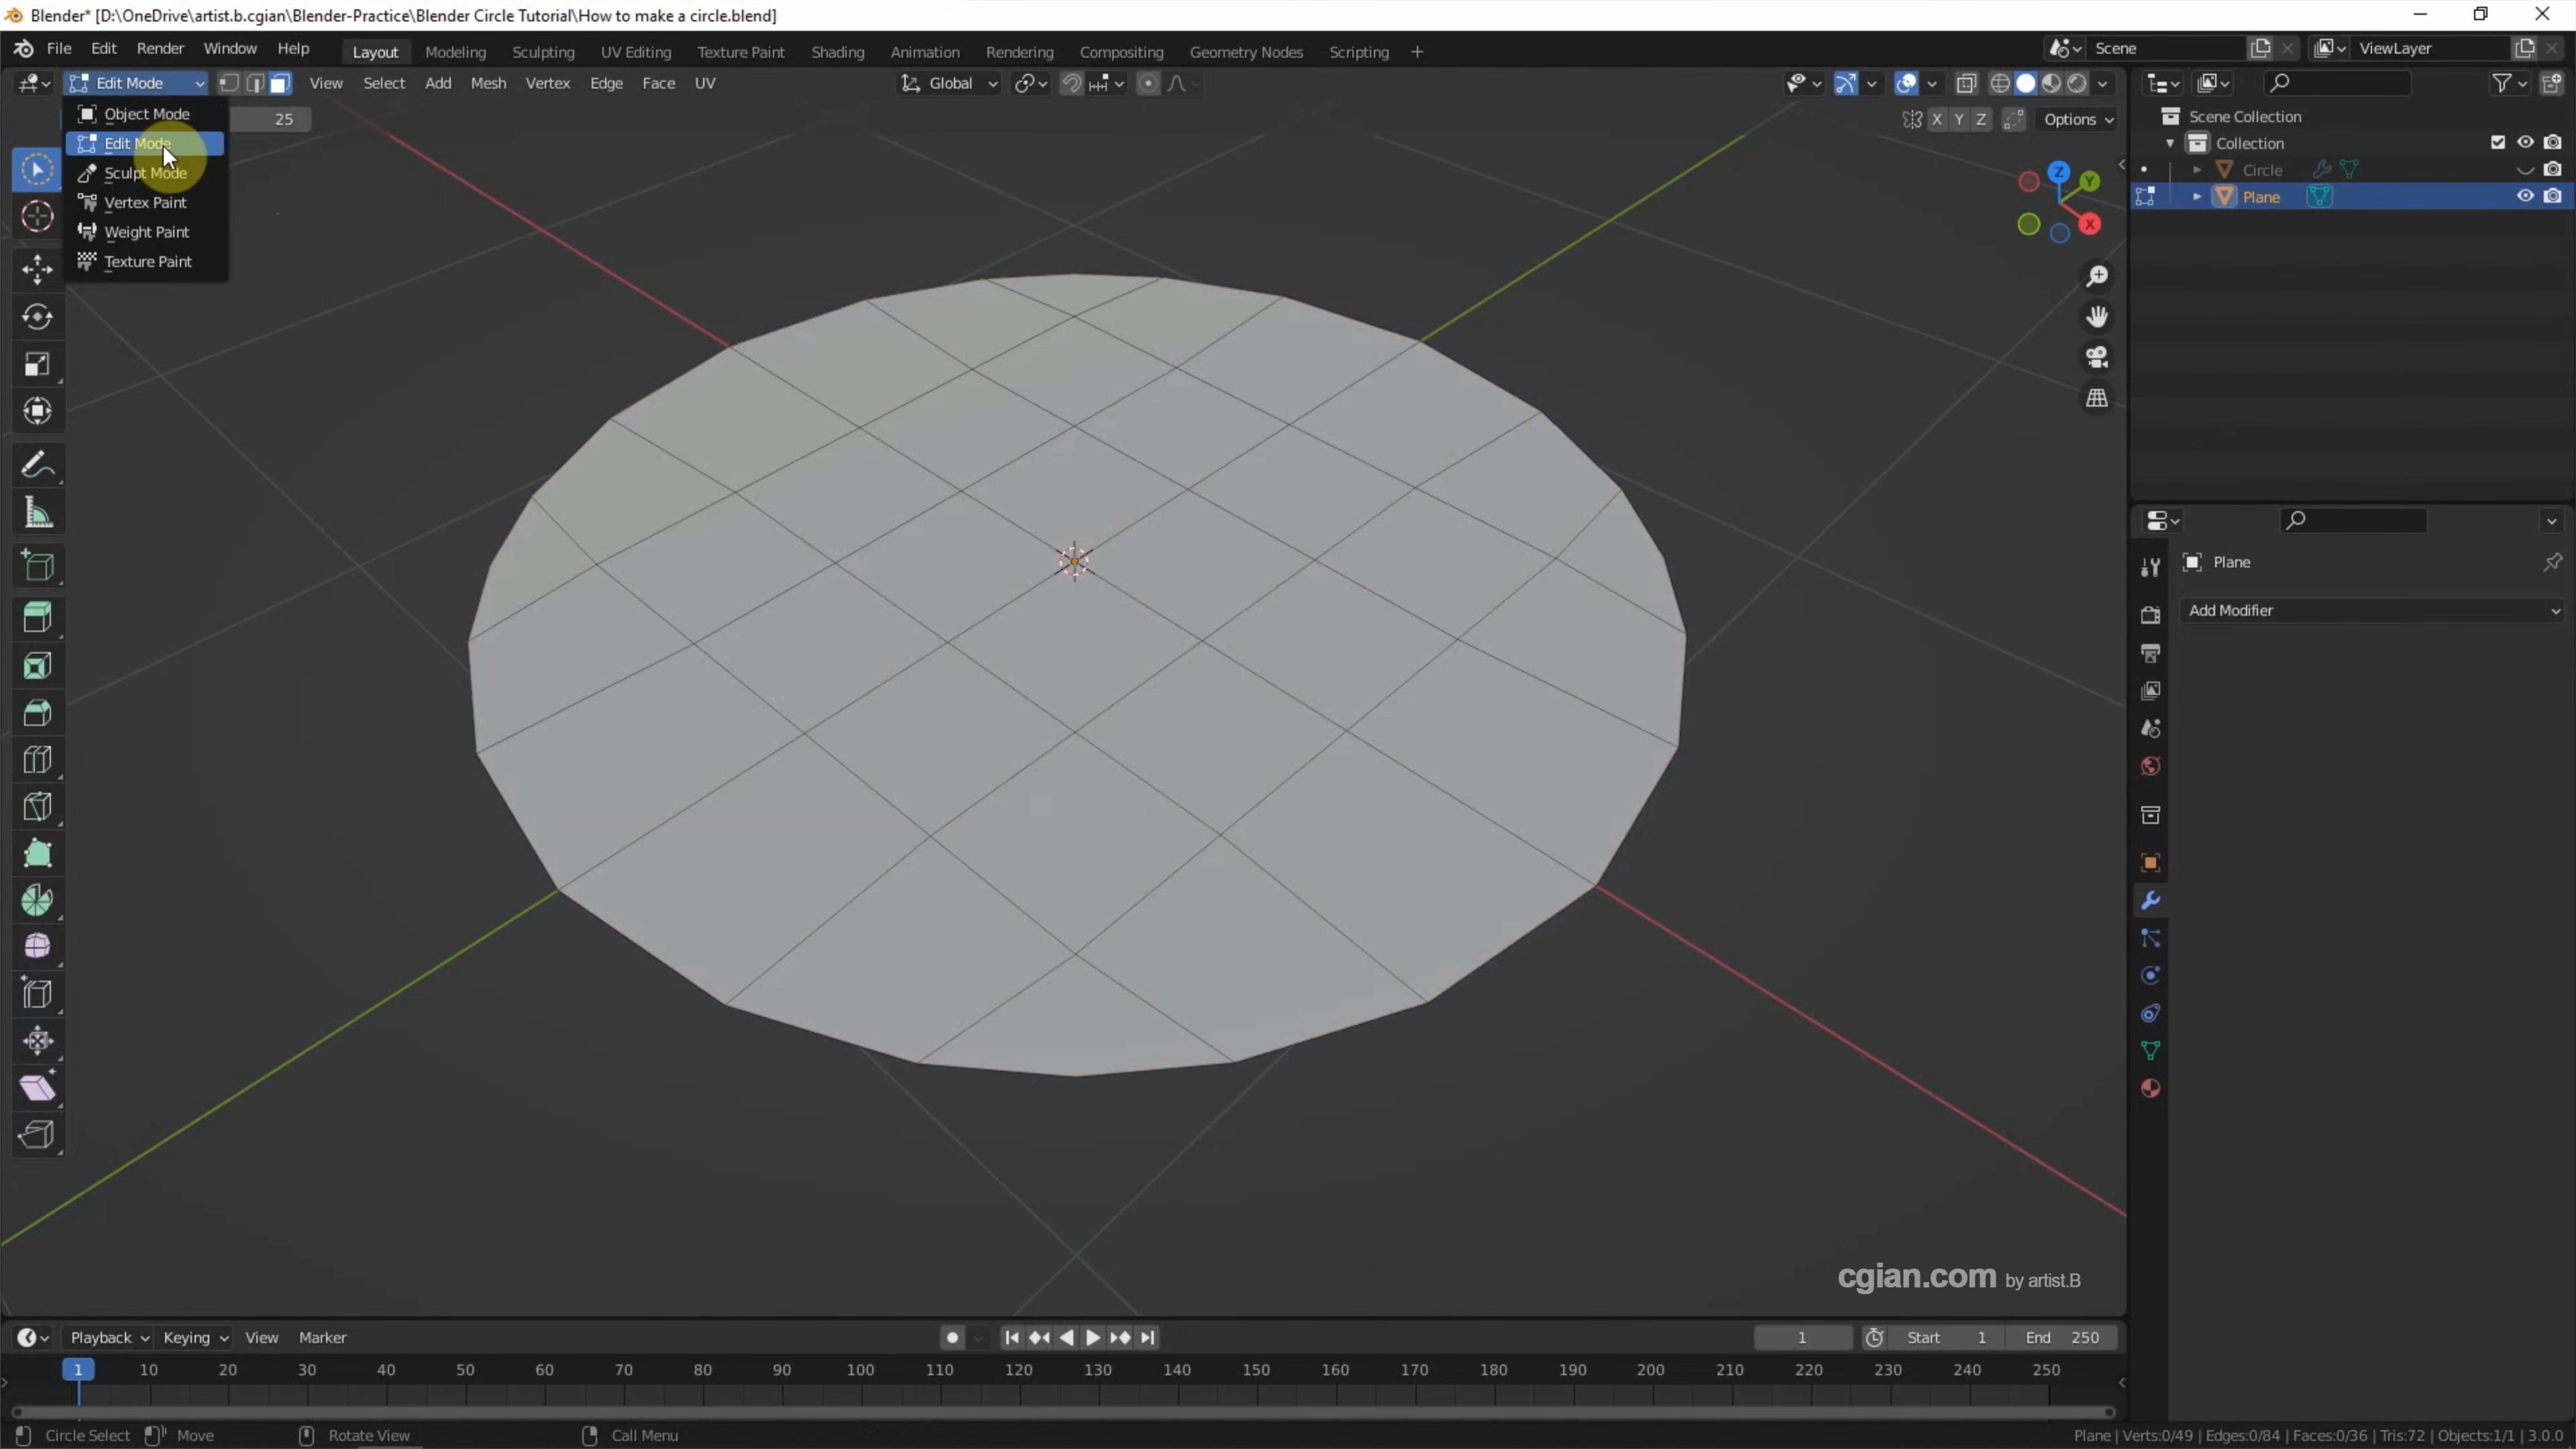 Blender* [D:\OneDrive\artist.b.cgian\Blender-Practice\Blender Circle Tutorial\How to make a circle.blend]
File Edit Render Window Help Layout Modeling Sculpting UV Editing Texture Paint Shading Animation Rendering Compositing Geometry Nodes Scripting + Scene ViewLayer
Edit Mode View Select Add Mesh Vertex Edge Face UV Global
Object Mode 25 X Y Z Options
Edit Mode
Sculpt Mode
Vertex Paint
Weight Paint
Texture Paint
Z Y
X
Scene Collection
Collection
Circle
Plane
Plane
Add Modifier
cgian.com by artist.B
Playback Keying View Marker 1 Start 1 End 250
1 10 20 30 40 50 60 70 80 90 100 110 120 130 140 150 160 170 180 190 200 210 220 230 240 250
Circle Select Move Rotate View Call Menu Plane | Verts:0/49 | Edges:0/84 | Faces:0/36 | Tris:72 | Objects:1/1 | 3.0.0